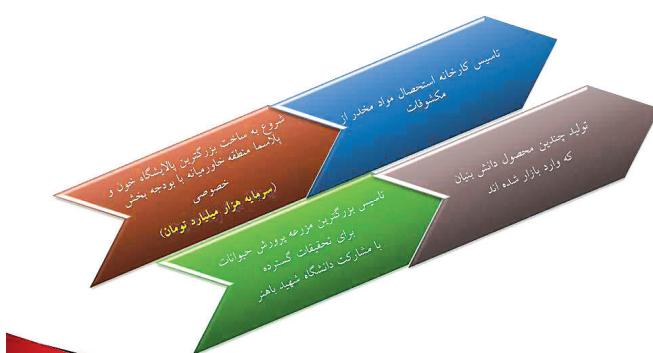 تاسیس کارخانه استحصال مواد مخدر از
مکشوفات
شروع به ساخت بزرگترین پالایشگاه خون و
پلاسما منطقه خاورمیانه با بودجه بخش
خصوصی
(سرمایه هزار میلیارد تومان)
تولید چندین محصول دانش بنیان
که وارد بازار شده اند
تاسیس بزرگترین مزرعه پرورش حیوانات
برای تحقیقات گسترده
با مشارکت دانشگاه شهید باهنر